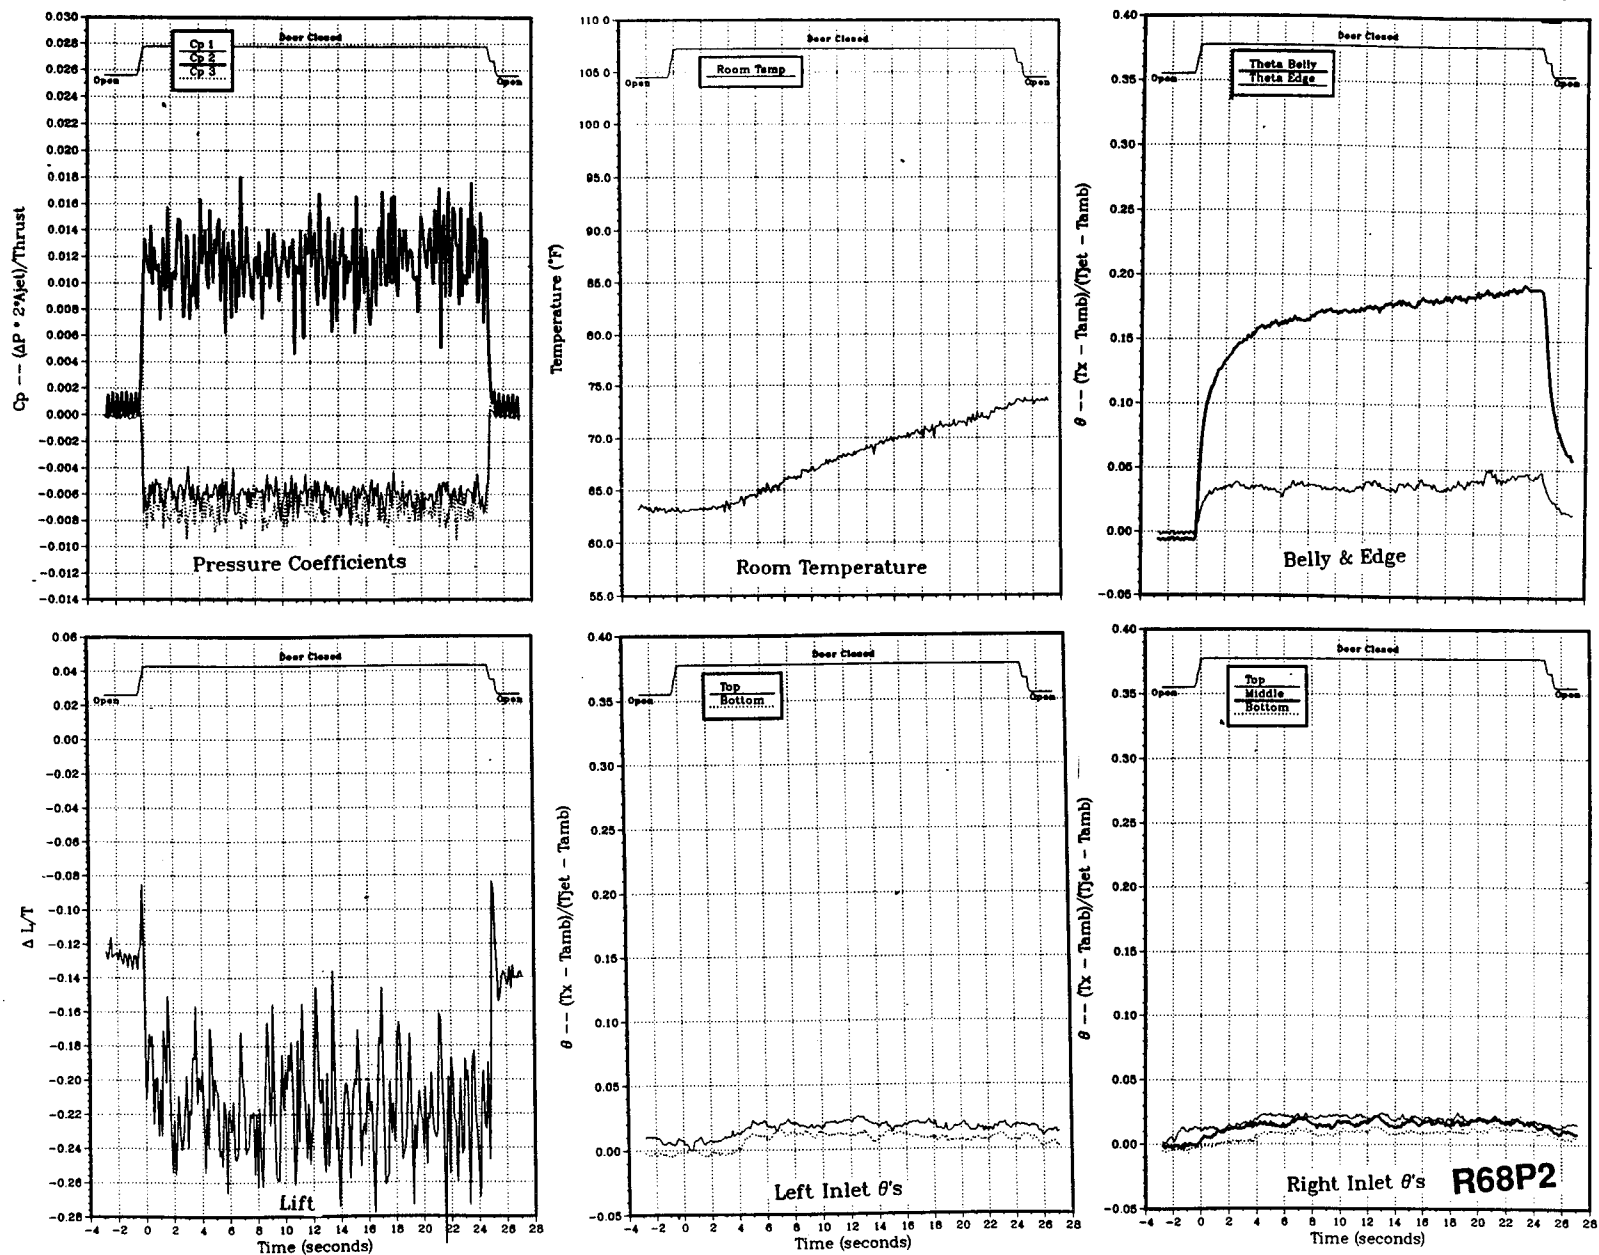 0.030
0.028
0.026
0.024
0.022
0.020
0.018
0.016
0.014
0.012
0.010
0.008
0.006
0.004
0.002
0.000
-0.002
-0.004
-0.006
-0.008
-0.010
-0.012
-0.014
Cp -- (ΔP * 2*Ajet)/Thrust
Cp 1
Cp 2
Cp 3
Door Closed
Open
Open
Pressure Coefficients
110.0
105.0
100.0
95.0
90.0
85.0
80.0
75.0
70.0
65.0
60.0
55.0
Temperature (°F)
Room Temp
Door Closed
Open
Open
Room Temperature
0.40
0.35
0.30
0.25
0.20
0.15
0.10
0.05
0.00
-0.05
θ -- (Tx - Tamb)/(Tjet - Tamb)
Theta Belly
Theta Edge
Door Closed
Open
Open
Belly & Edge
0.06
0.04
0.02
0.00
-0.02
-0.04
-0.06
-0.08
-0.10
-0.12
-0.14
-0.16
-0.18
-0.20
-0.22
-0.24
-0.26
-0.28
Δ L/T
Door Closed
Open
Open
Lift
-4 -2 0 2 4 6 8 10 12 14 16 18 20 22 24 26 28
Time (seconds)
0.40
0.35
0.30
0.25
0.20
0.15
0.10
0.05
0.00
-0.05
θ -- (Tx - Tamb)/(Tjet - Tamb)
Top
Bottom
Door Closed
Open
Open
Left Inlet θ's
-4 -2 0 2 4 6 8 10 12 14 16 18 20 22 24 26 28
Time (seconds)
0.40
0.35
0.30
0.25
0.20
0.15
0.10
0.05
0.00
-0.05
θ -- (Tx - Tamb)/(Tjet - Tamb)
Top
Middle
Bottom
Door Closed
Open
Open
Right Inlet θ's
R68P2
-4 -2 0 2 4 6 8 10 12 14 16 18 20 22 24 26 28
Time (seconds)